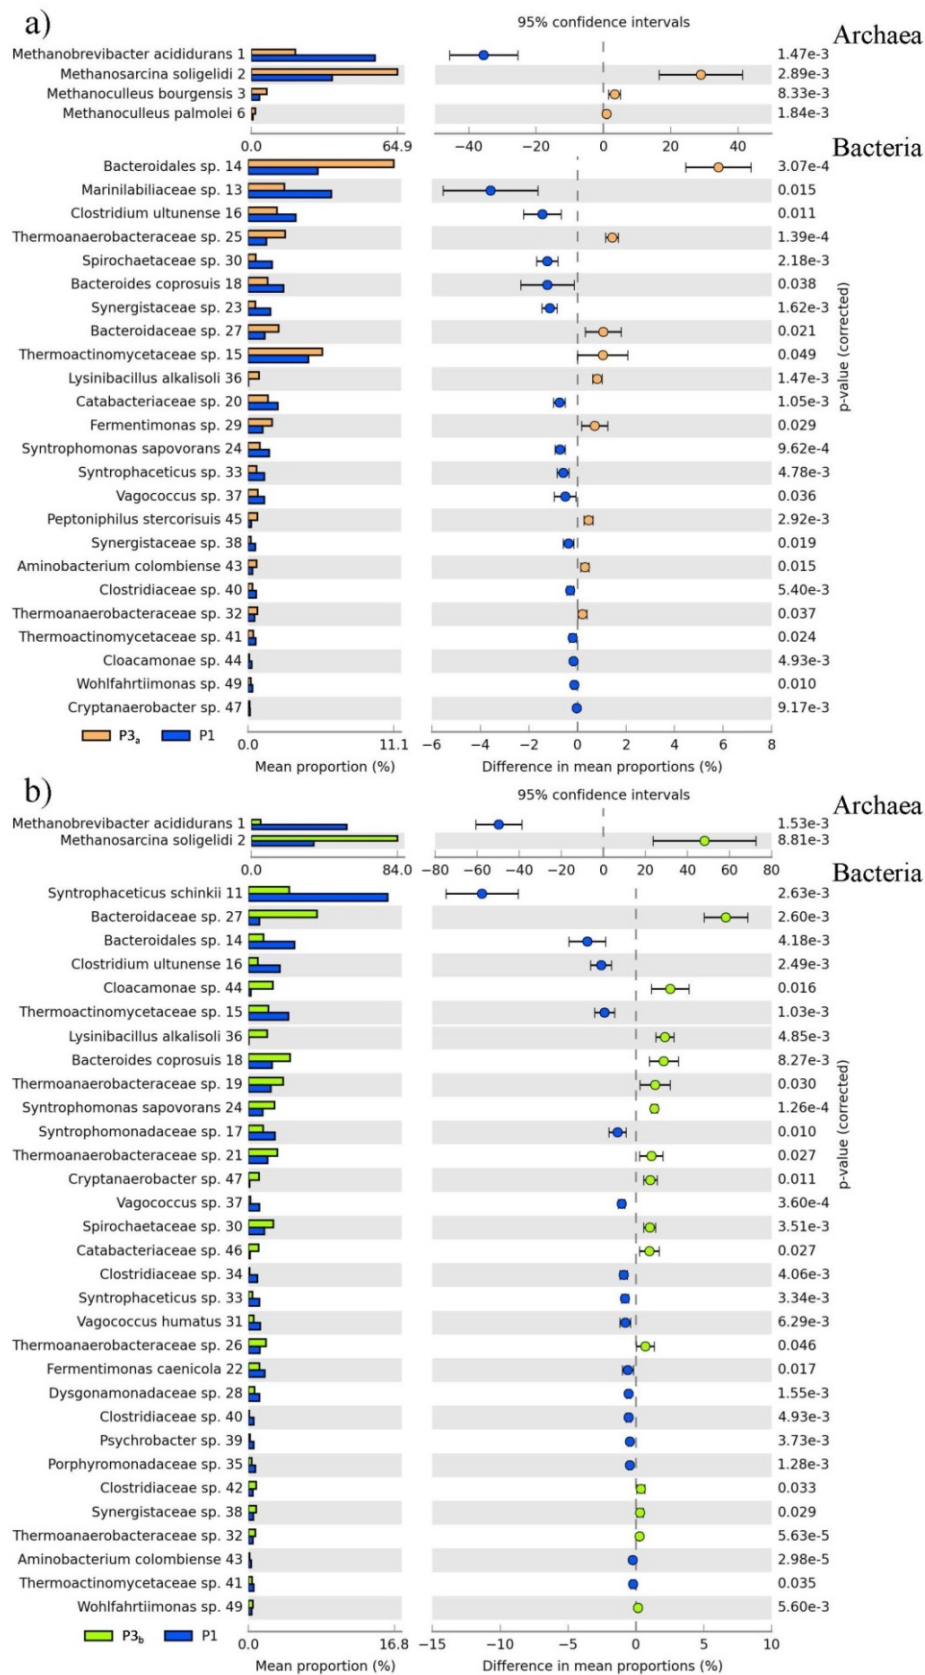 a)
95% confidence intervals
Archaea
Methanobrevibacter acididurans 1 1.47e-3
Methanosarcina soligelidi 2 2.89e-3
Methanoculleus bourgensis 3 8.33e-3
Methanoculleus palmolei 6 1.84e-3
0.0 64.9 −40 −20 0 20 40
Bacteria
Bacteroidales sp. 14 3.07e-4
Marinilabiliaceae sp. 13 0.015
Clostridium ultunense 16 0.011
Thermoanaerobacteraceae sp. 25 1.39e-4
Spirochaetaceae sp. 30 2.18e-3
Bacteroides coprosuis 18 0.038
Synergistaceae sp. 23 1.62e-3
Bacteroidaceae sp. 27 0.021
Thermoactinomycetaceae sp. 15 0.049
Lysinibacillus alkalisoli 36 1.47e-3
Catabacteriaceae sp. 20 1.05e-3
Fermentimonas sp. 29 0.029
Syntrophomonas sapovorans 24 9.62e-4
Syntrophaceticus sp. 33 4.78e-3
Vagococcus sp. 37 0.036
Peptoniphilus stercorisuis 45 2.92e-3
Synergistaceae sp. 38 0.019
Aminobacterium colombiense 43 0.015
Clostridiaceae sp. 40 5.40e-3
Thermoanaerobacteraceae sp. 32 0.037
Thermoactinomycetaceae sp. 41 0.024
Cloacamonae sp. 44 4.93e-3
Wohlfahrtiimonas sp. 49 0.010
Cryptanaerobacter sp. 47 9.17e-3
p-value (corrected)
P3a P1
0.0 11.1 −6 −4 −2 0 2 4 6 8
Mean proportion (%) Difference in mean proportions (%)
b)
95% confidence intervals
Archaea
Methanobrevibacter acididurans 1 1.53e-3
Methanosarcina soligelidi 2 8.81e-3
0.0 84.0 −80 −60 −40 −20 0 20 40 60 80
Bacteria
Syntrophaceticus schinkii 11 2.63e-3
Bacteroidaceae sp. 27 2.60e-3
Bacteroidales sp. 14 4.18e-3
Clostridium ultunense 16 2.49e-3
Cloacamonae sp. 44 0.016
Thermoactinomycetaceae sp. 15 1.03e-3
Lysinibacillus alkalisoli 36 4.85e-3
Bacteroides coprosuis 18 8.27e-3
Thermoanaerobacteraceae sp. 19 0.030
Syntrophomonas sapovorans 24 1.26e-4
Syntrophomonadaceae sp. 17 0.010
Thermoanaerobacteraceae sp. 21 0.027
Cryptanaerobacter sp. 47 0.011
Vagococcus sp. 37 3.60e-4
Spirochaetaceae sp. 30 3.51e-3
Catabacteriaceae sp. 46 0.027
Clostridiaceae sp. 34 4.06e-3
Syntrophaceticus sp. 33 3.34e-3
Vagococcus humatus 31 6.29e-3
Thermoanaerobacteraceae sp. 26 0.046
Fermentimonas caenicola 22 0.017
Dysgonamonadaceae sp. 28 1.55e-3
Clostridiaceae sp. 40 4.93e-3
Psychrobacter sp. 39 3.73e-3
Porphyromonadaceae sp. 35 1.28e-3
Clostridiaceae sp. 42 0.033
Synergistaceae sp. 38 0.029
Thermoanaerobacteraceae sp. 32 5.63e-5
Aminobacterium colombiense 43 2.98e-5
Thermoactinomycetaceae sp. 41 0.035
Wohlfahrtiimonas sp. 49 5.60e-3
p-value (corrected)
P3b P1
0.0 16.8 −15 −10 −5 0 5 10
Mean proportion (%) Difference in mean proportions (%)